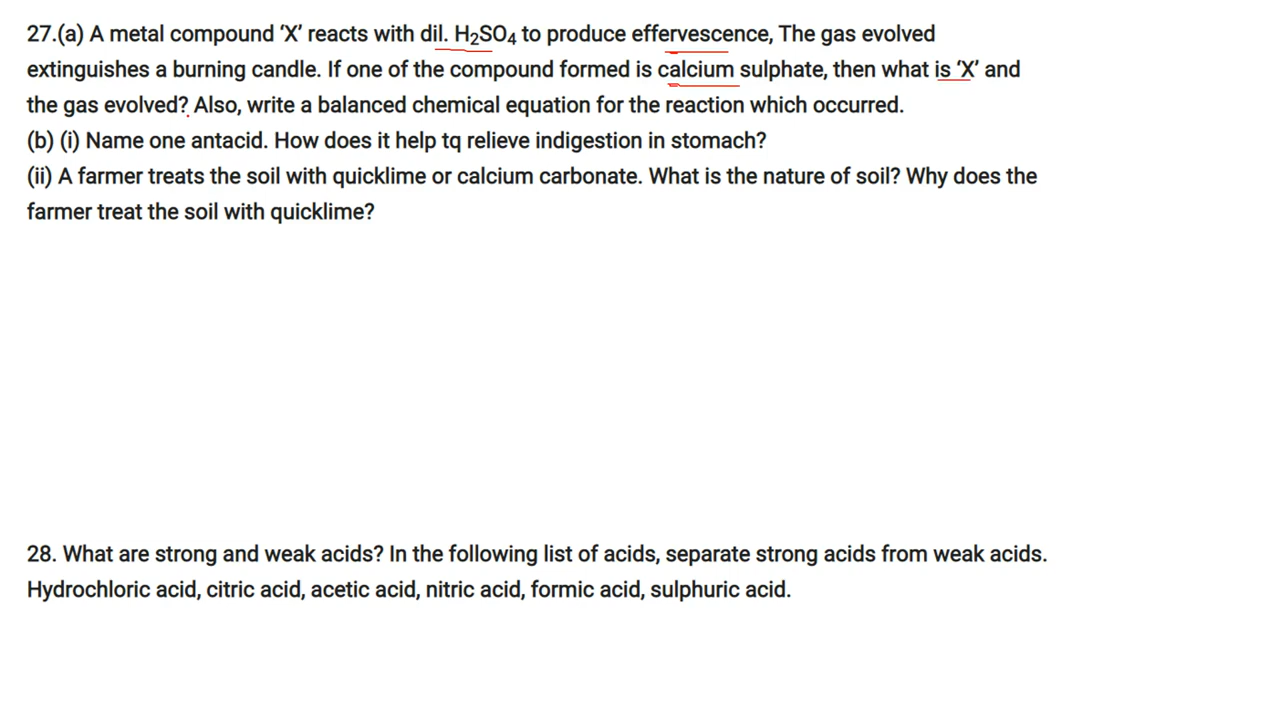 27.(a) A metal compound ‘X’ reacts with dil. H₂SO₄ to produce effervescence, The gas evolved
extinguishes a burning candle. If one of the compound formed is calcium sulphate, then what is ‘X’ and
the gas evolved? Also, write a balanced chemical equation for the reaction which occurred.
(b) (i) Name one antacid. How does it help tq relieve indigestion in stomach?
(ii) A farmer treats the soil with quicklime or calcium carbonate. What is the nature of soil? Why does the
farmer treat the soil with quicklime?
28. What are strong and weak acids? In the following list of acids, separate strong acids from weak acids.
Hydrochloric acid, citric acid, acetic acid, nitric acid, formic acid, sulphuric acid.